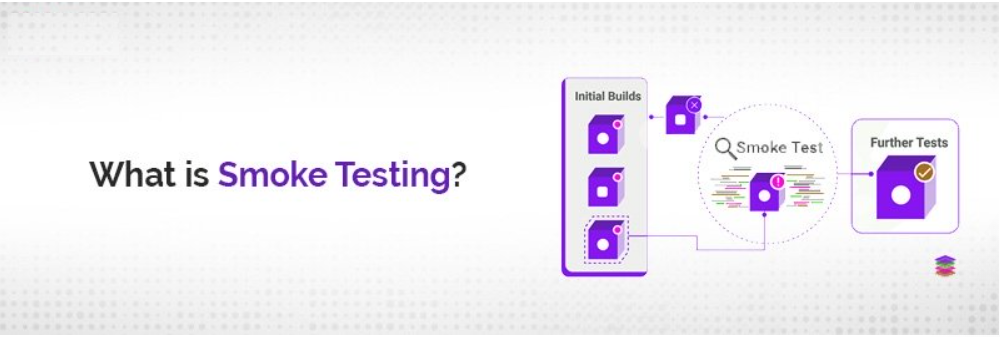 What is Smoke Testing?
Initial Builds
Smoke Test
Further Tests